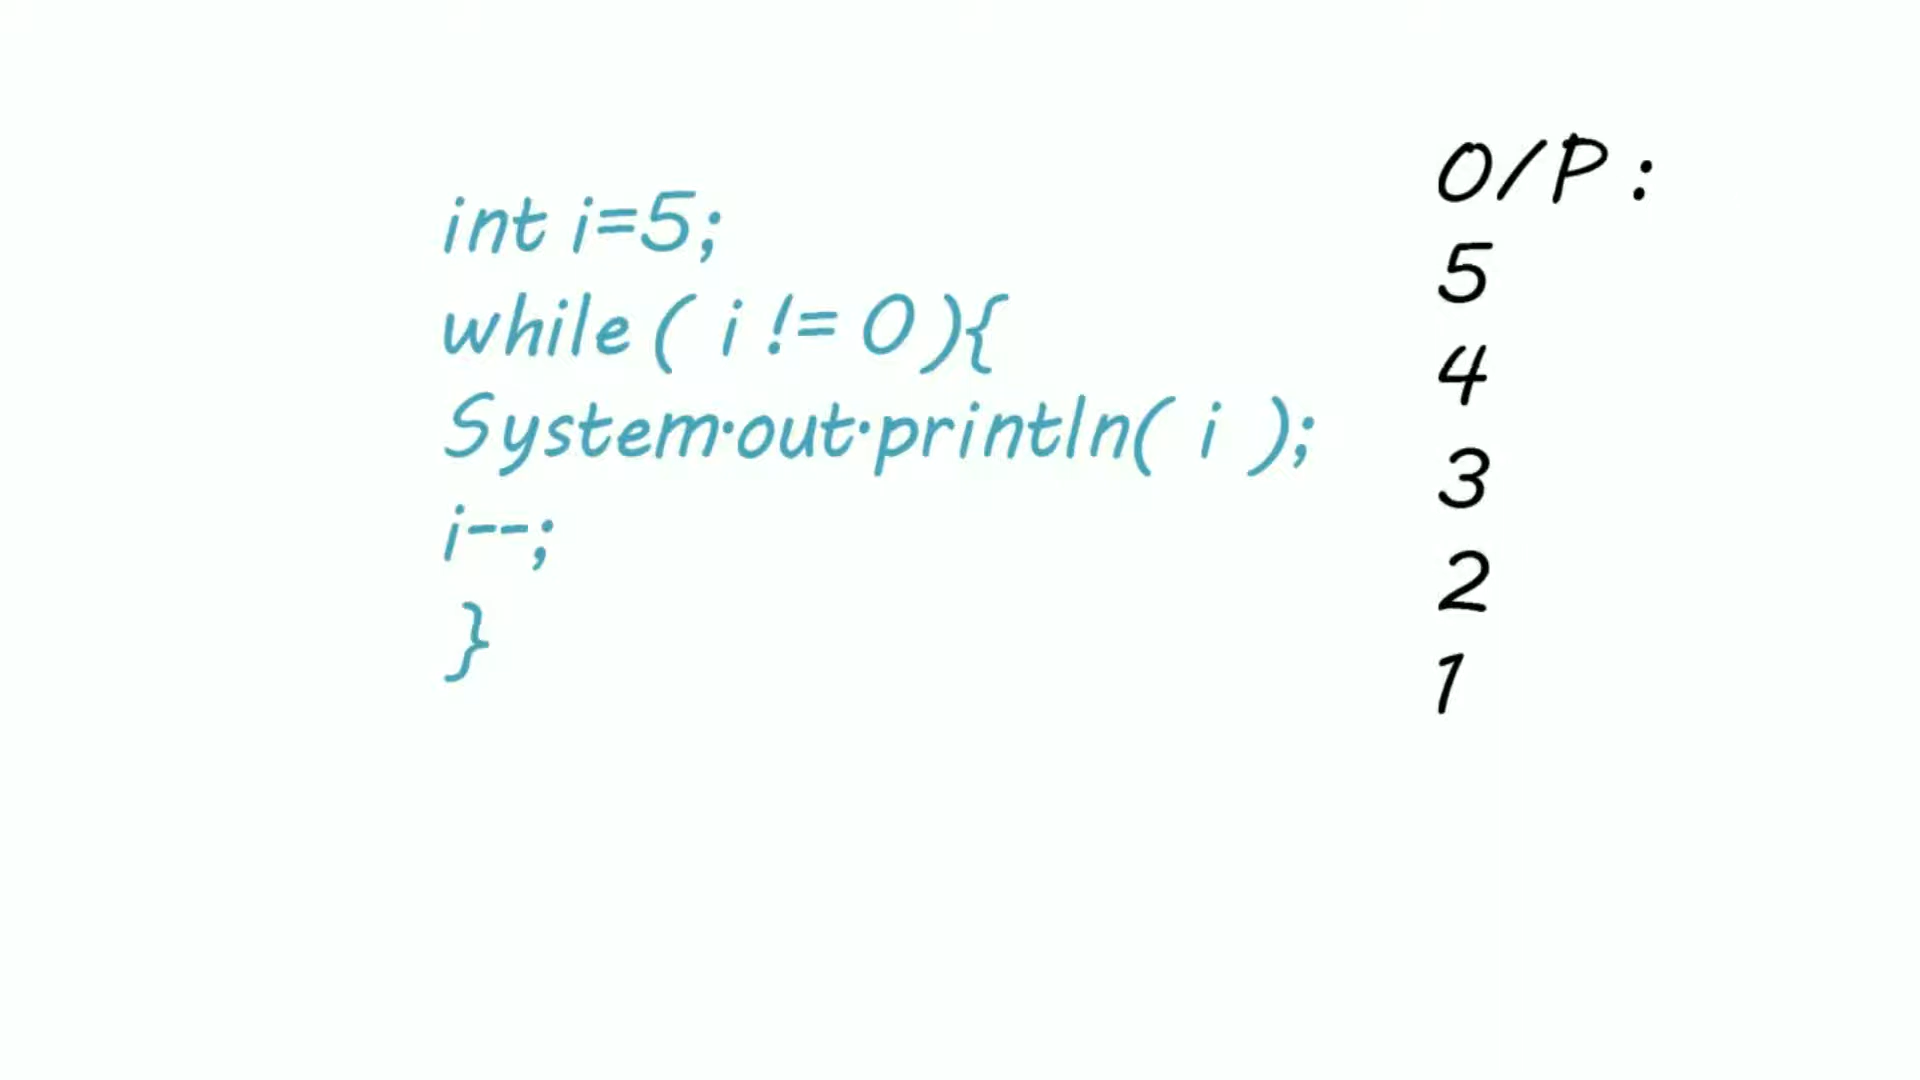 int i=5;
while ( i != 0 ){
System.out.println( i );
i--;
}
O/P :
5
4
3
2
1